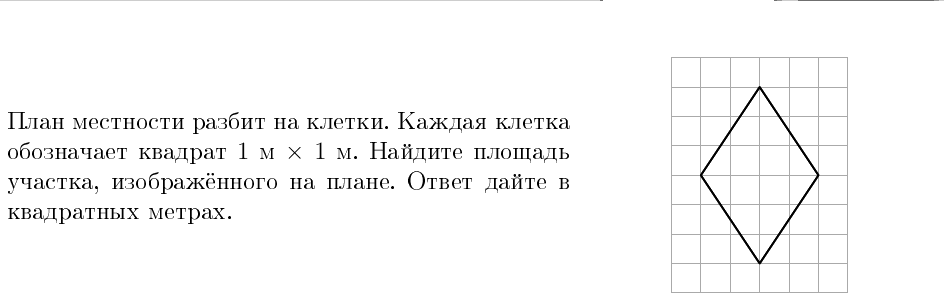 План местности разбит на клетки. Каждая клетка
обозначает квадрат 1 м × 1 м. Найдите площадь
участка, изображённого на плане. Ответ дайте в
квадратных метрах.